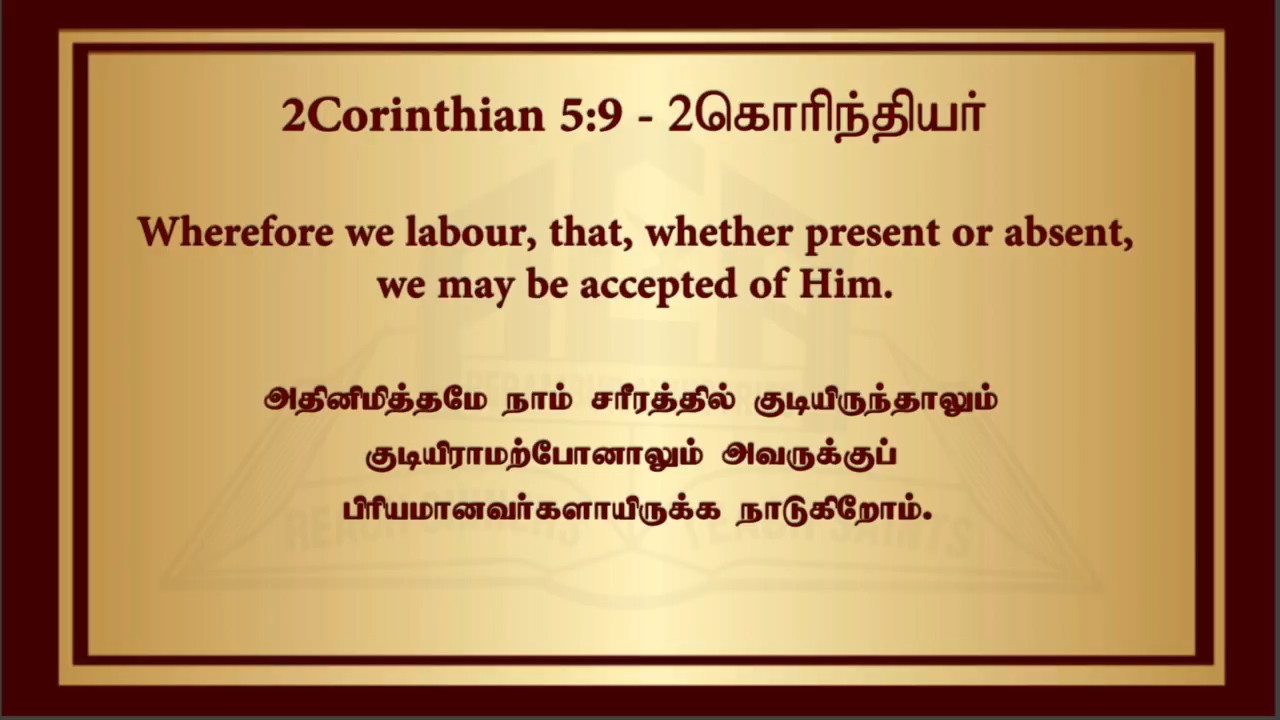 2Corinthian 5:9 - 2கொரிந்தியர்
Wherefore we labour, that, whether present or absent,
we may be accepted of Him.
அதினிமித்தமே நாம் சரீரத்தில் குடியிருந்தாலும்
குடியிராமற்போனாலும் அவருக்குப்
பிரியமானவர்களாயிருக்க நாடுகிறோம்.